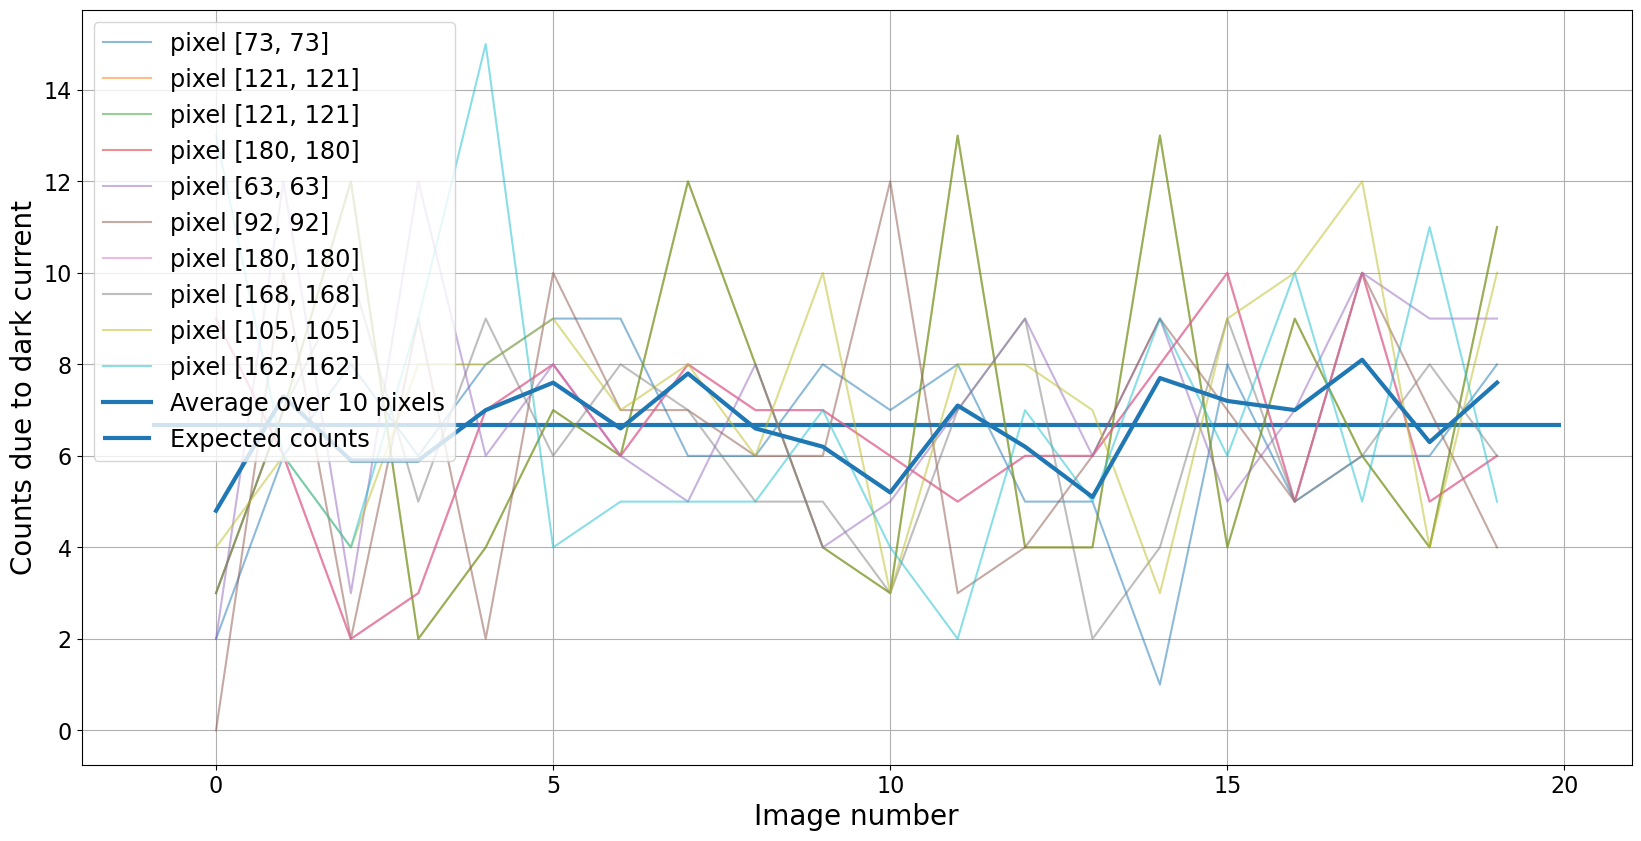 pixel [73, 73]
pixel [121, 121]
pixel [121, 121]
pixel [180, 180]
pixel [63, 63]
pixel [92, 92]
pixel [180, 180]
pixel [168, 168]
pixel [105, 105]
pixel [162, 162]
Average over 10 pixels
Expected counts
Counts due to dark current
14
12
10
8
6
4
2
0
0 5 10 15 20
Image number